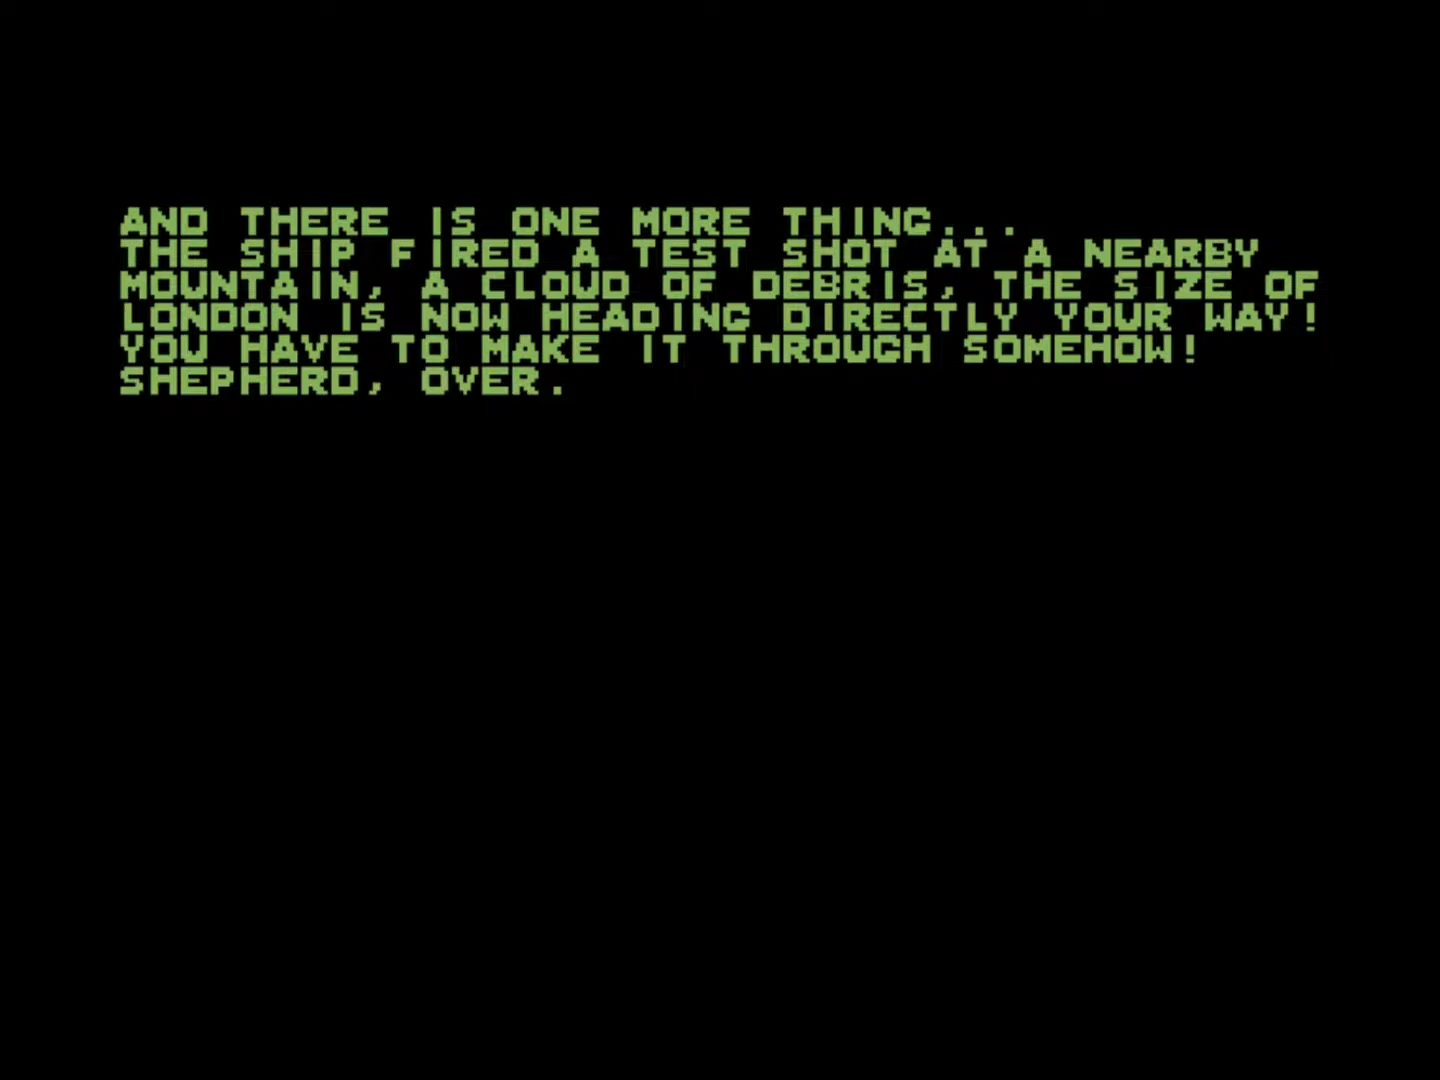 AND THERE IS ONE MORE THING...
THE SHIP FIRED A TEST SHOT AT A NEARBY
MOUNTAIN, A CLOUD OF DEBRIS, THE SIZE OF
LONDON IS NOW HEADING DIRECTLY YOUR WAY!
YOU HAVE TO MAKE IT THROUGH SOMEHOW!
SHEPHERD, OVER.